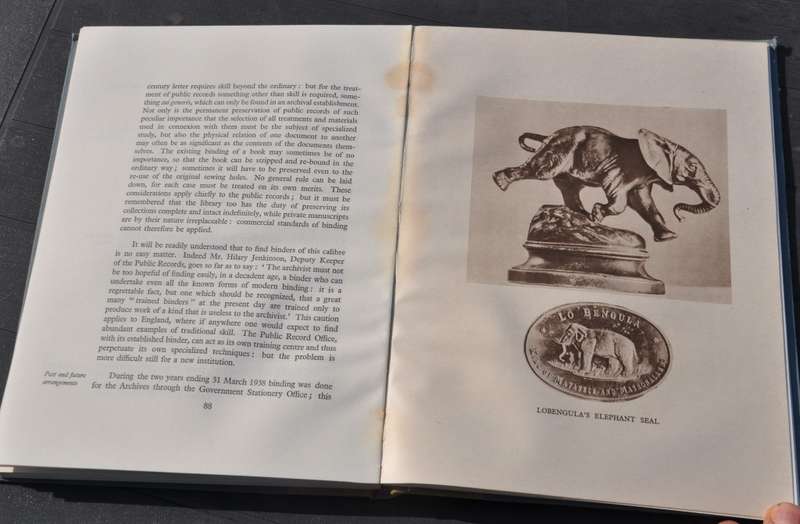 century letter requires skill beyond the ordinary : but for the treat-
ment of public records something other than skill is required, some-
thing sui generis, which can only be found in an archival establishment.
Not only is the permanent preservation of public records of such
peculiar importance that the selection of all treatments and materials
used in connexion with them must be the subject of specialized
study, but also the physical relation of one document to another
may often be as significant as the contents of the documents them-
selves. The existing binding of a book may sometimes be of no
importance, so that the book can be stripped and re-bound in the
ordinary way ; sometimes it will have to be preserved even to the
re-use of the original sewing holes. No general rule can be laid
down, for each case must be treated on its own merits. These
considerations apply chiefly to the public records ; but it must be
remembered that the library too has the duty of preserving its
collections complete and intact indefinitely, while private manuscripts
are by their nature irreplaceable : commercial standards of binding
cannot therefore be applied.
It will be readily understood that to find binders of this calibre
is no easy matter. Indeed Mr. Hilary Jenkinson, Deputy Keeper
of the Public Records, goes so far as to say : ' The archivist must not
be too hopeful of finding easily, in a decadent age, a binder who can
undertake even all the known forms of modern binding : it is a
regrettable fact, but one which should be recognized, that a great
many " trained binders " at the present day are trained only to
produce work of a kind that is useless to the archivist.' This caution
applies to England, where if anywhere one would expect to find
abundant examples of traditional skill. The Public Record Office,
with its established binder, can act as its own training centre and thus
perpetuate its own specialized techniques : but the problem is
more difficult still for a new institution.
Past and future
arrangements
During the two years ending 31 March 1958 binding was done
for the Archives through the Government Stationery Office ; this
88
LO BENGULA
MATABELE AND MASHONALAND
LOBENGULA'S ELEPHANT SEAL